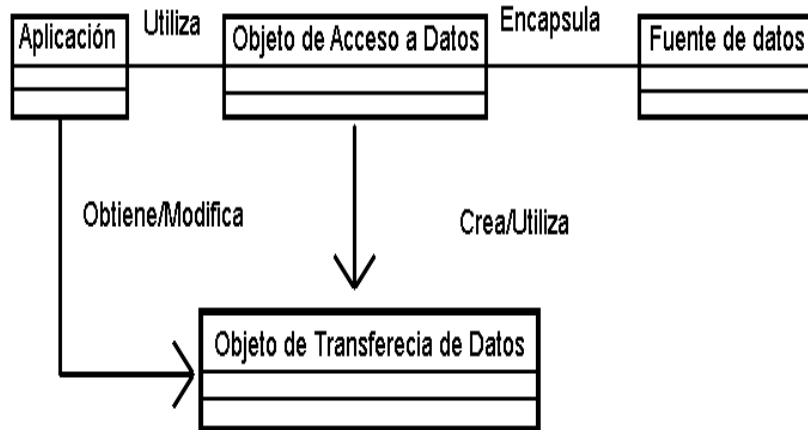 Aplicación
Utiliza
Objeto de Acceso a Datos
Encapsula
Fuente de datos
Obtiene/Modifica
Crea/Utiliza
Objeto de Transferecia de Datos